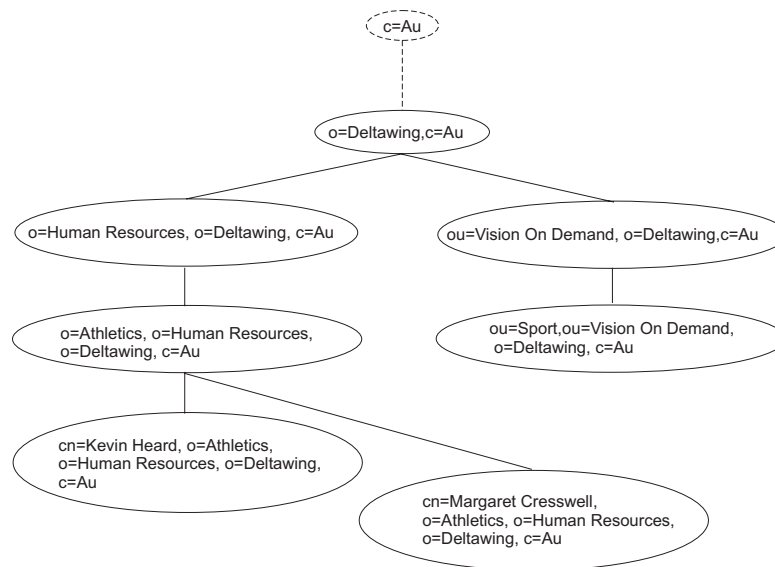 c=Au
o=Deltawing,c=Au
o=Human Resources, o=Deltawing, c=Au
ou=Vision On Demand, o=Deltawing,c=Au
o=Athletics, o=Human Resources,
o=Deltawing, c=Au
ou=Sport,ou=Vision On Demand,
o=Deltawing, c=Au
cn=Kevin Heard, o=Athletics,
o=Human Resources, o=Deltawing,
c=Au
cn=Margaret Cresswell,
o=Athletics, o=Human Resources,
o=Deltawing, c=Au